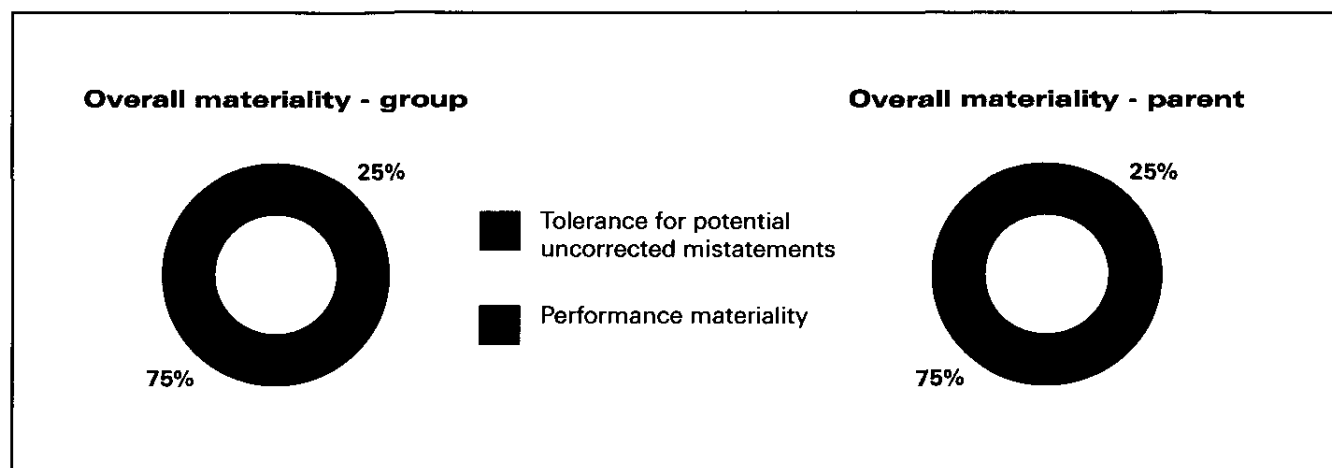 Overall materiality - group
25%
75%
Tolerance for potential
uncorrected mistatements
Performance materiality
Overall materiality - parent
25%
75%